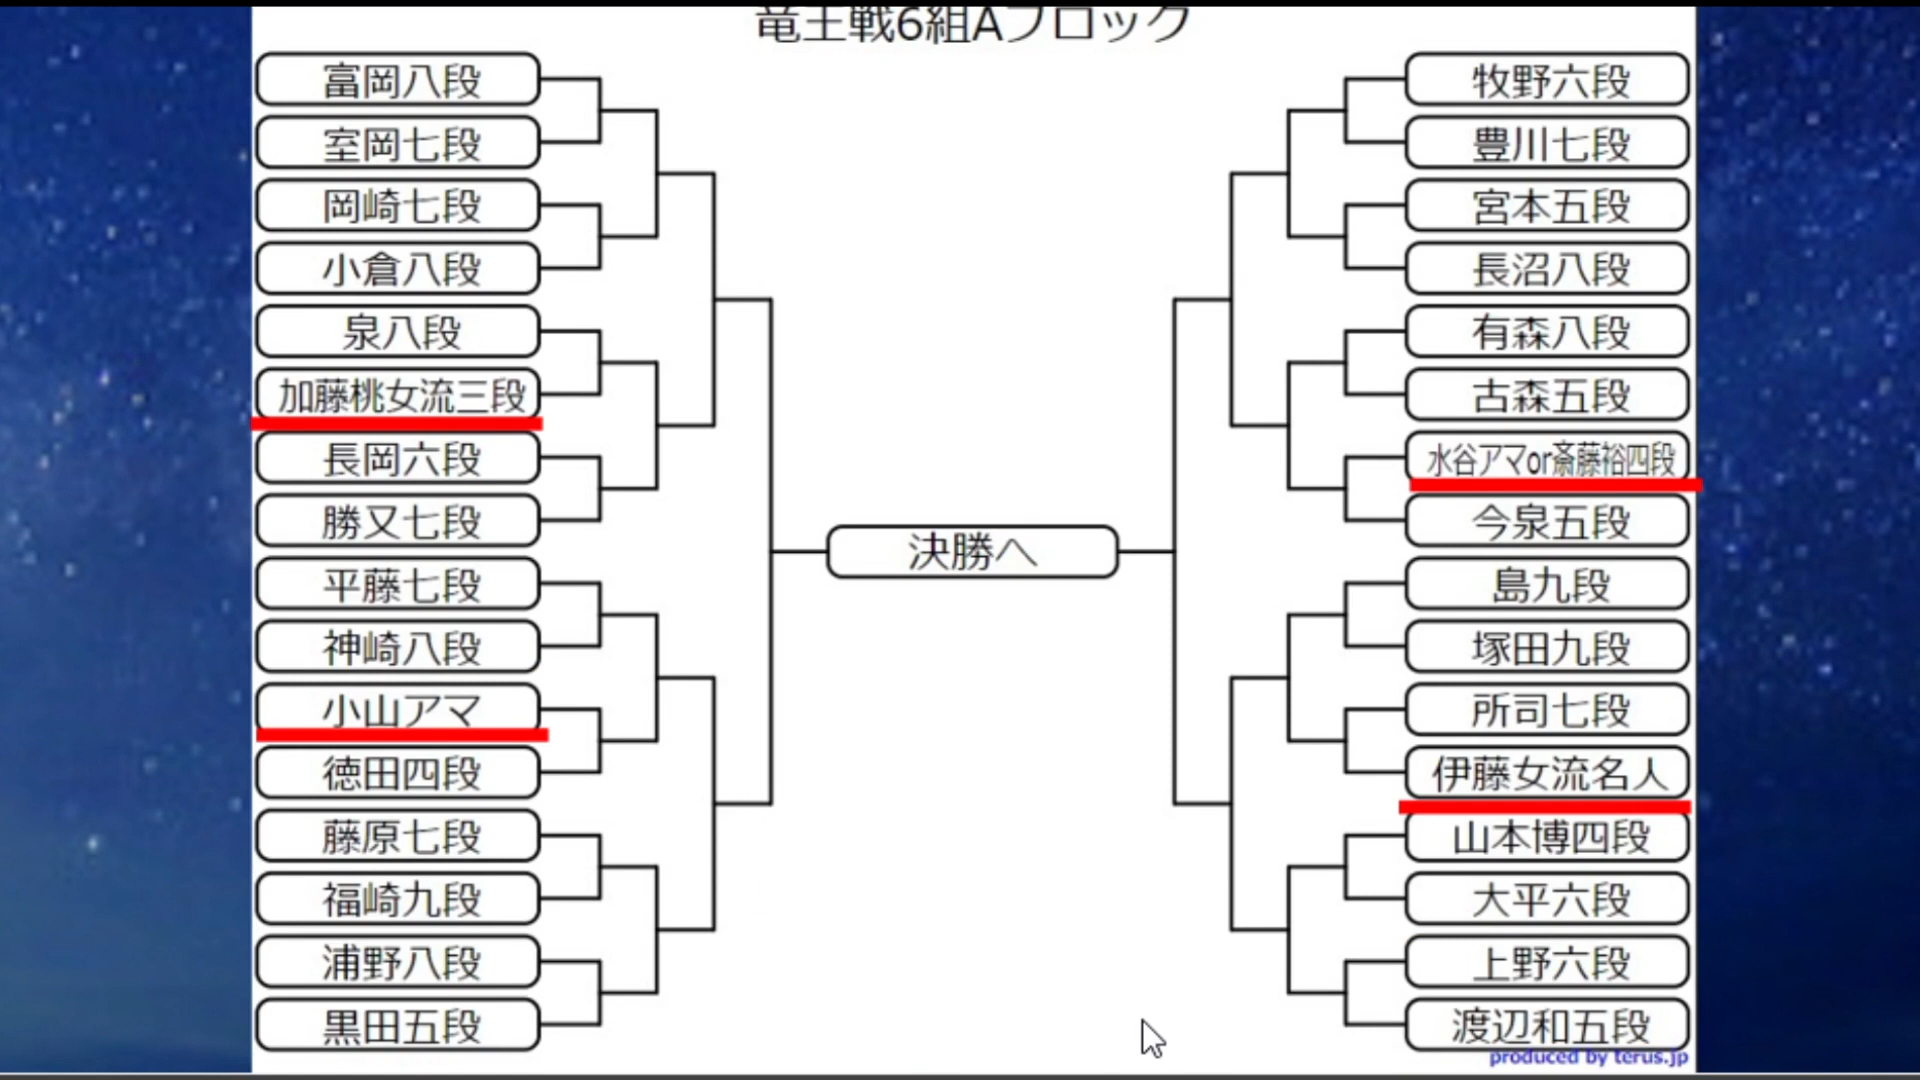 竜王戦6組Aブロック
富岡八段
室岡七段
岡崎七段
小倉八段
泉八段
加藤桃女流三段
長岡六段
勝又七段
平藤七段
神崎八段
小山アマ
徳田四段
藤原七段
福崎九段
浦野八段
黒田五段
決勝へ
牧野六段
豊川七段
宮本五段
長沼八段
有森八段
古森五段
水谷アマor斎藤裕四段
今泉五段
島九段
塚田九段
所司七段
伊藤女流名人
山本博四段
大平六段
上野六段
渡辺和五段
produced by terus.jp